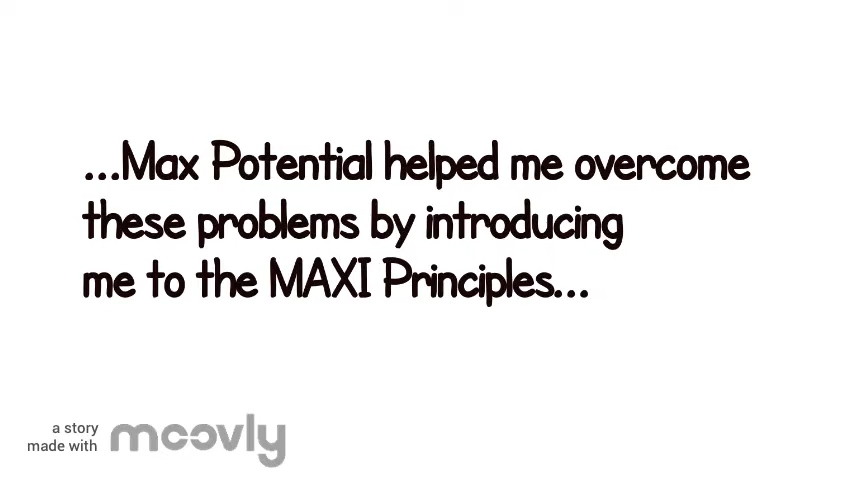 ...Max Potential helped me overcome
these problems by introducing
me to the MAXI Principles...
a story
made with moovly